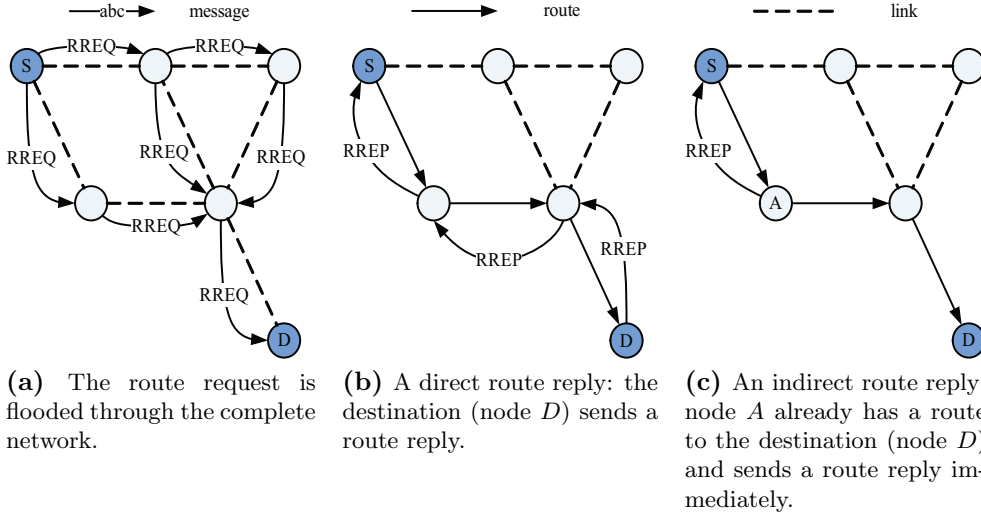 abc message route link
RREQ RREQ
S S S
RREQ RREQ RREQ RREP RREP
A
RREQ RREP RREP
RREQ
D D D
(a) The route request is
flooded through the complete
network.
(b) A direct route reply: the
destination (node D) sends a
route reply.
(c) An indirect route reply
node A already has a route
to the destination (node D)
and sends a route reply im-
mediately.